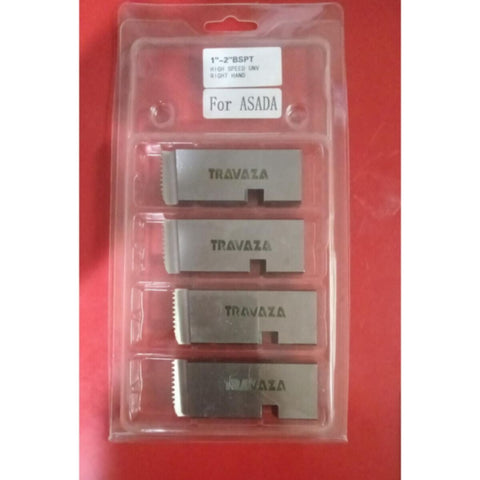 1"-2"BSPT
HIGH SPEED UNV
RIGHT HAND
For ASADA
TRAVAZA
TRAVAZA
TRAVAZA
TRAVAZA